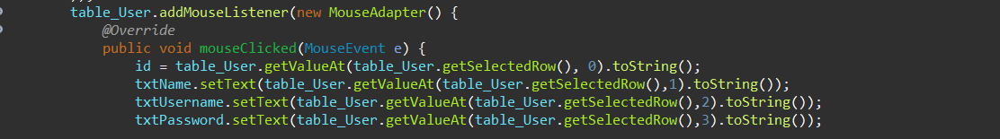 table_User.addMouseListener(new MouseAdapter() {
@Override
public void mouseClicked(MouseEvent e) {
id = table_User.getValueAt(table_User.getSelectedRow(), 0).toString();
txtName.setText(table_User.getValueAt(table_User.getSelectedRow(),1).toString());
txtUsername.setText(table_User.getValueAt(table_User.getSelectedRow(),2).toString());
txtPassword.setText(table_User.getValueAt(table_User.getSelectedRow(),3).toString());